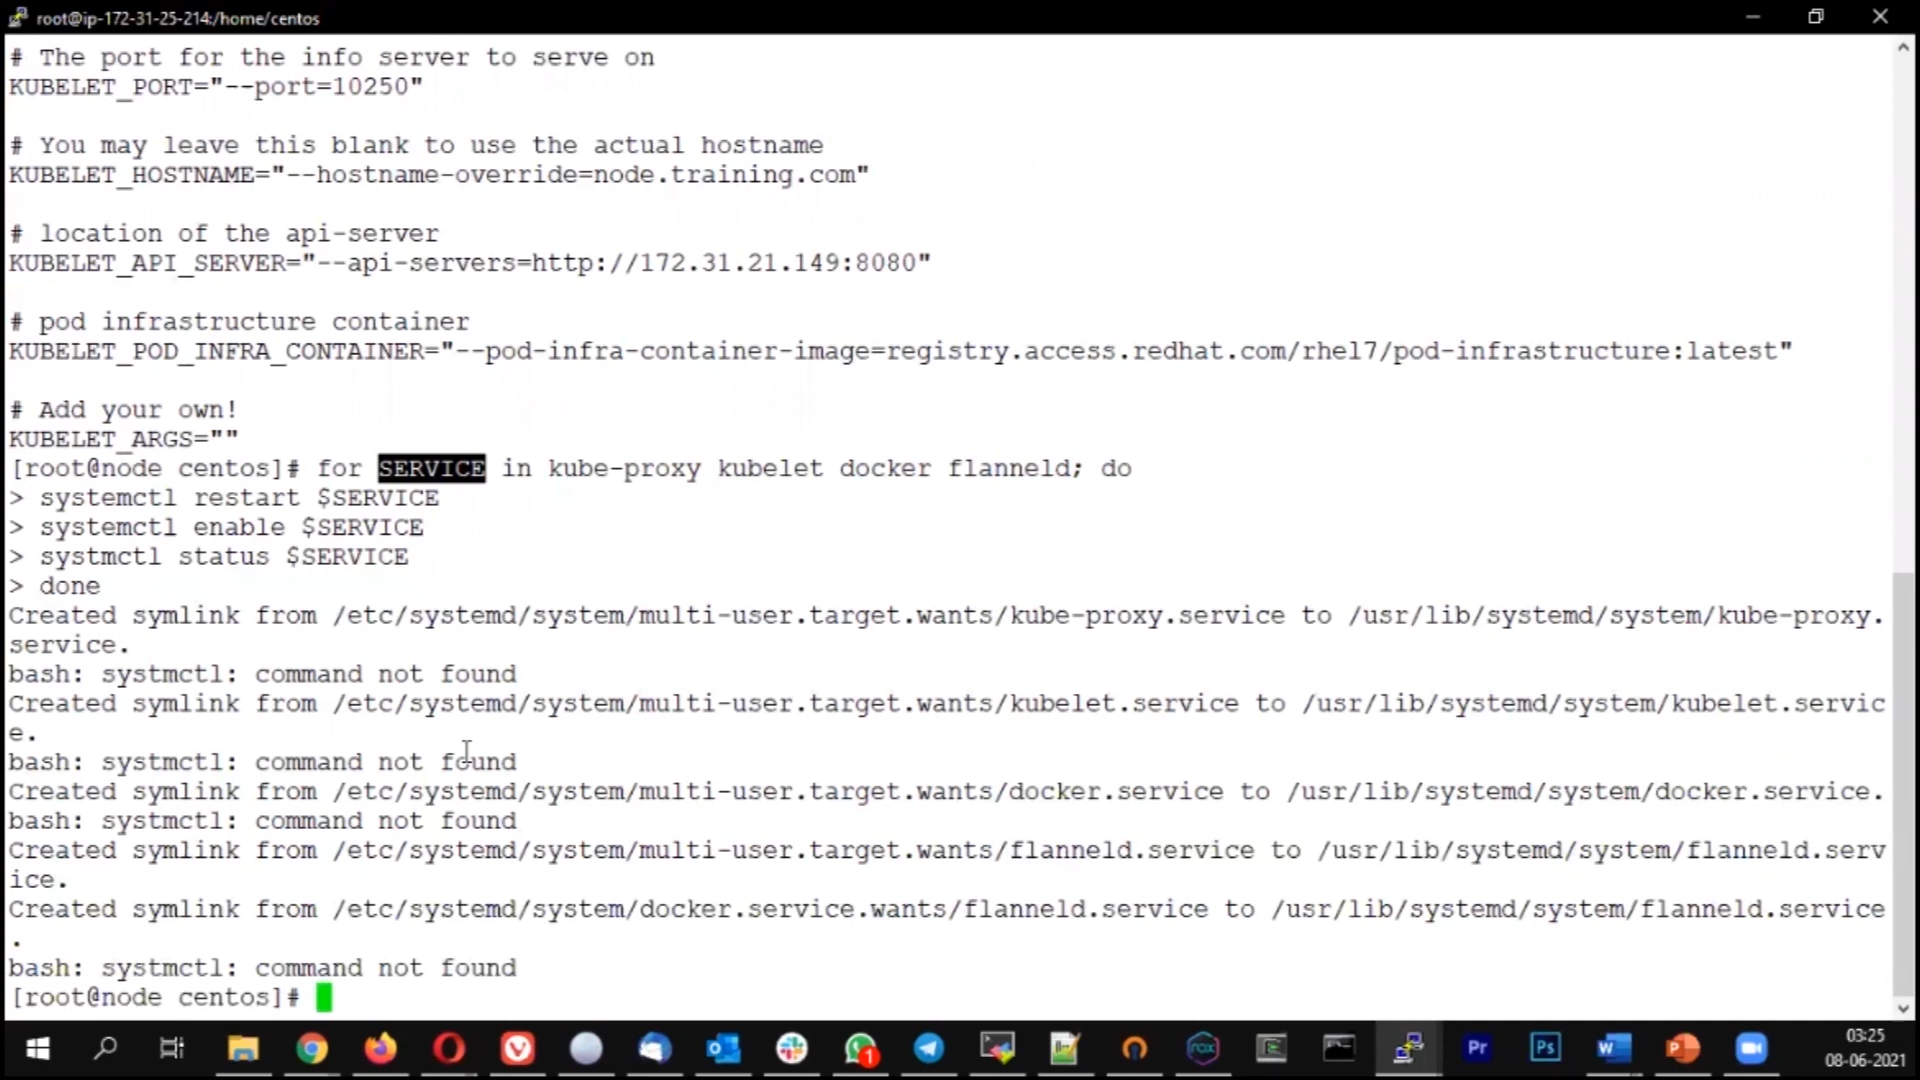 root@ip-172-31-25-214:/home/centos
# The port for the info server to serve on
KUBELET_PORT="--port=10250"
# You may leave this blank to use the actual hostname
KUBELET_HOSTNAME="--hostname-override=node.training.com"
# location of the api-server
KUBELET_API_SERVER="--api-servers=http://172.31.21.149:8080"
# pod infrastructure container
KUBELET_POD_INFRA_CONTAINER="--pod-infra-container-image=registry.access.redhat.com/rhel7/pod-infrastructure:latest"
# Add your own!
KUBELET_ARGS=""
[root@node centos]# for SERVICE in kube-proxy kubelet docker flanneld; do
> systemctl restart $SERVICE
> systemctl enable $SERVICE
> systmctl status $SERVICE
> done
Created symlink from /etc/systemd/system/multi-user.target.wants/kube-proxy.service to /usr/lib/systemd/system/kube-proxy.
service.
bash: systmctl: command not found
Created symlink from /etc/systemd/system/multi-user.target.wants/kubelet.service to /usr/lib/systemd/system/kubelet.servic
e.
bash: systmctl: command not found
Created symlink from /etc/systemd/system/multi-user.target.wants/docker.service to /usr/lib/systemd/system/docker.service.
bash: systmctl: command not found
Created symlink from /etc/systemd/system/multi-user.target.wants/flanneld.service to /usr/lib/systemd/system/flanneld.serv
ice.
Created symlink from /etc/systemd/system/docker.service.wants/flanneld.service to /usr/lib/systemd/system/flanneld.service
.
bash: systmctl: command not found
[root@node centos]#
1
nox
Pr
Ps
W
P
03:25
08-06-2021